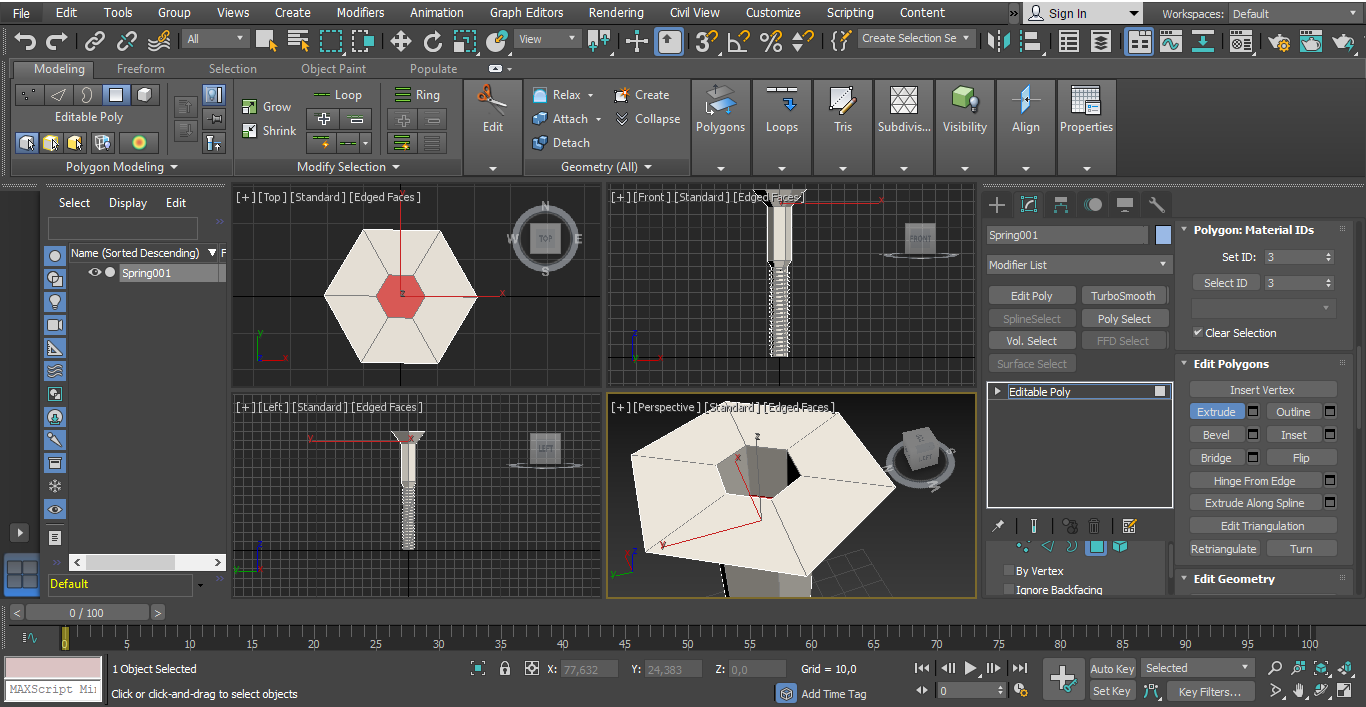 File Edit Tools Group Views Create Modifiers Animation Graph Editors Rendering Civil View Customize Scripting Content » Sign In Workspaces: Default
All View Create Selection Se
Modeling Freeform Selection Object Paint Populate
Editable Poly
Polygon Modeling
Grow
Shrink
Loop
Ring
Modify Selection
Edit
Relax Create
Attach Collapse
Detach
Geometry (All)
Polygons Loops Tris Subdivis... Visibility Align Properties
Select Display Edit
Name (Sorted Descending) F
Spring001
Default
[+] [Top] [Standard] [Edged Faces]
N
W TOP E
S
y
z x
x
[+] [Front] [Standard] [Edged Faces]
FRONT
x
[+] [Left] [Standard] [Edged Faces]
LEFT
Y X
[+] [Perspective] [Standard] [Edged Faces]
LEFT
z
x
y
Spring001
Modifier List
Edit Poly TurboSmooth
SplineSelect Poly Select
Vol. Select FFD Select
Surface Select
Editable Poly
By Vertex
Ignore Backfacing
Polygon: Material IDs
Set ID: 3
Select ID 3
Clear Selection
Edit Polygons
Insert Vertex
Extrude Outline
Bevel Inset
Bridge Flip
Hinge From Edge
Extrude Along Spline
Edit Triangulation
Retriangulate Turn
Edit Geometry
< 0 / 100 >
0 5 10 15 20 25 30 35 40 45 50 55 60 65 70 75 80 85 90 95 100
1 Object Selected
X: 77,632 Y: 24,383 Z: 0,0 Grid = 10,0
Auto Key Selected
MAXScript Mi
Click or click-and-drag to select objects
Add Time Tag
0
Set Key Key Filters...